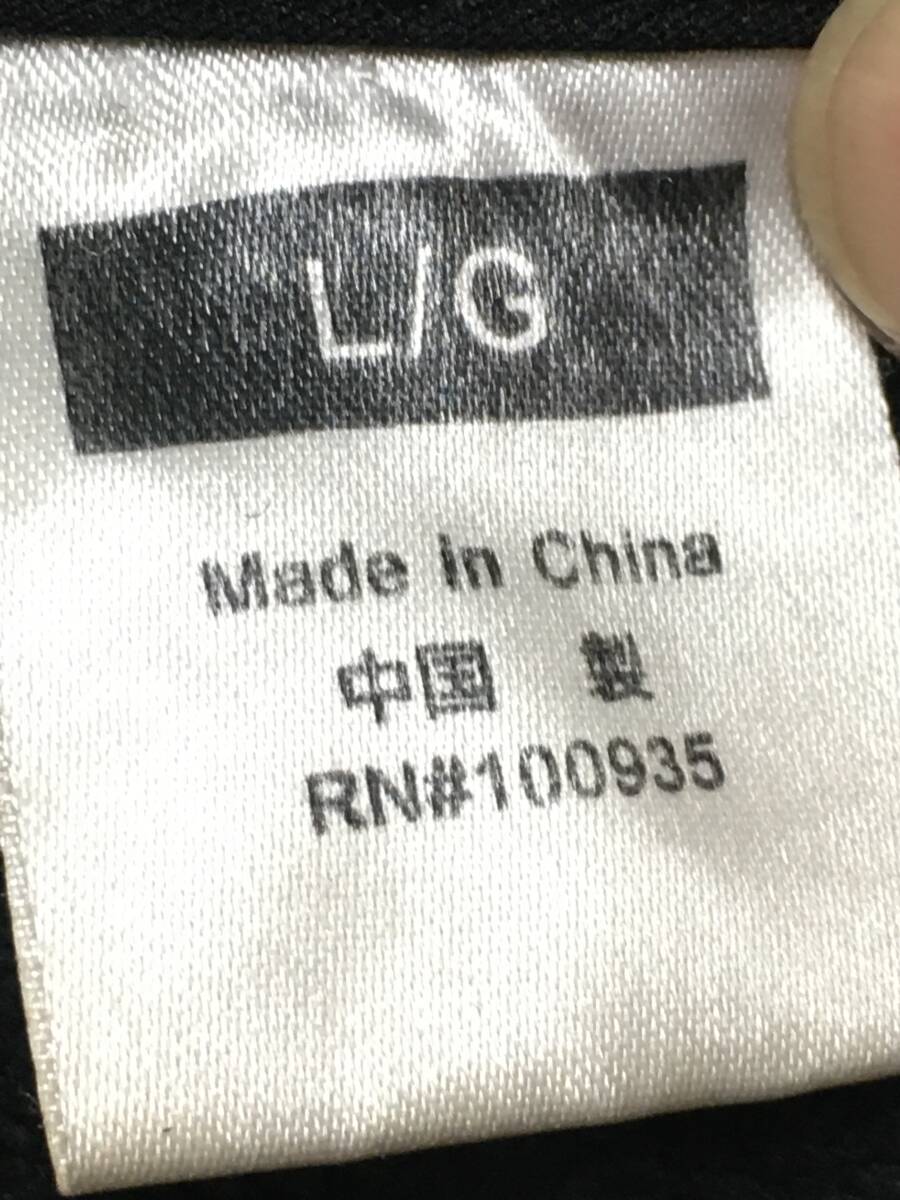 L/G
Made in China
中国 製
RN#100935